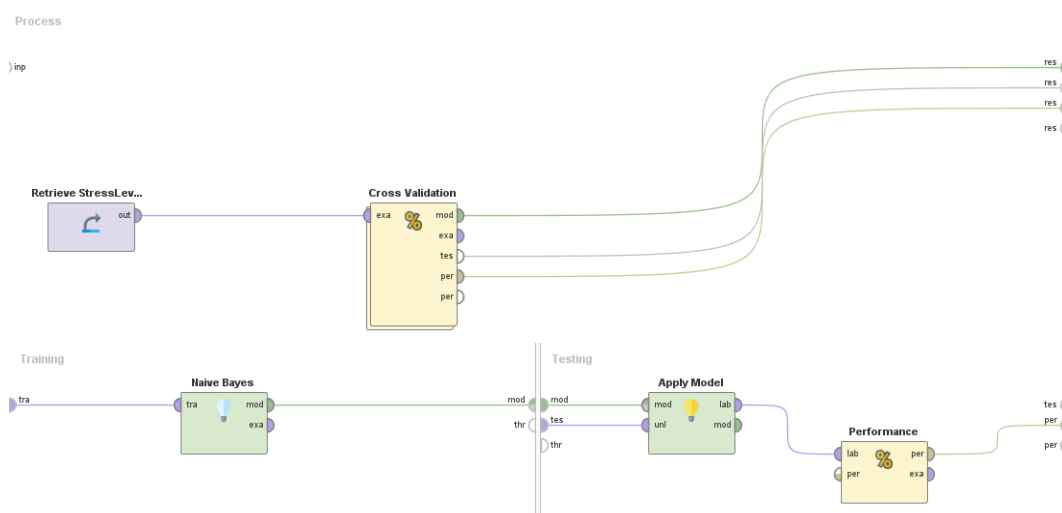 Process
inp
res
res
res
res
Retrieve StressLev...
out
Cross Validation
exa
mod
exa
tes
per
per
Training
tra
Naive Bayes
tra
mod
exa
mod
thr
Testing
mod
tes
thr
Apply Model
mod
lab
unl
mod
Performance
lab
per
per
exa
tes
per
per